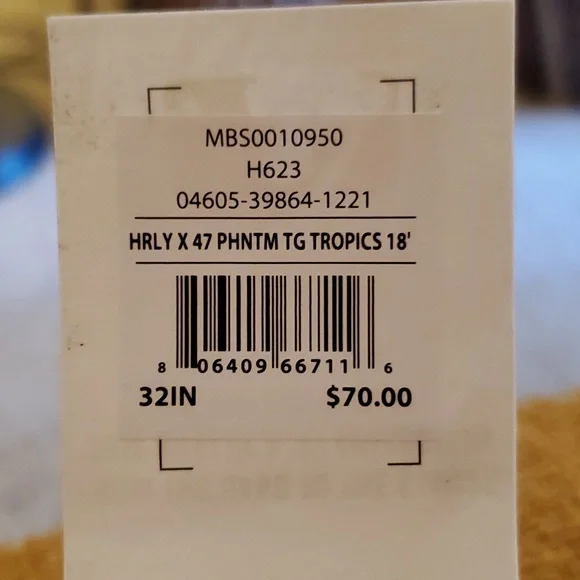 MBS0010950
H623
04605-39864-1221
HRLY X 47 PHNTM TG TROPICS 18'
8 06409 66711 6
32IN $70.00